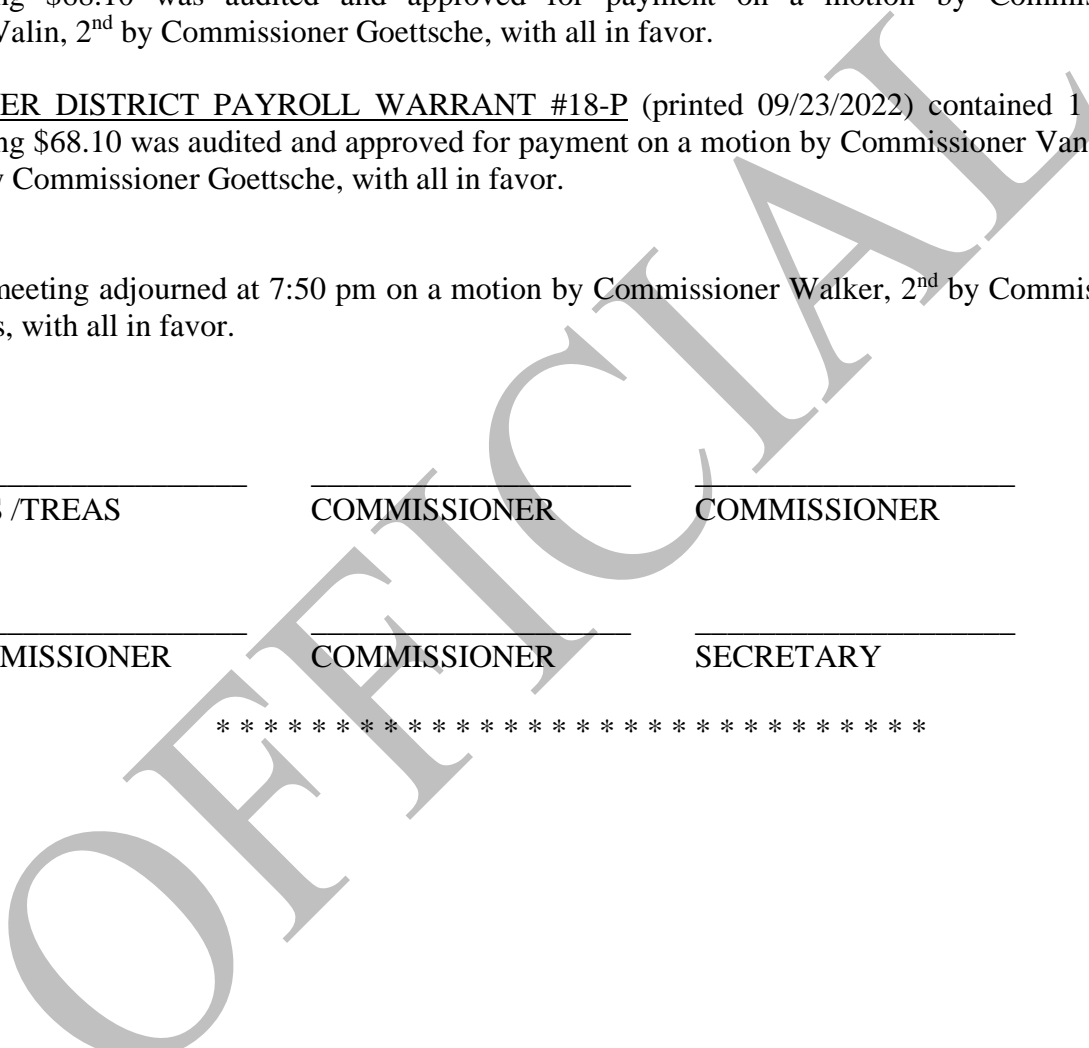 ng $68.10 was audited and approved for payment on a motion by Commis
Valin, 2nd by Commissioner Goettsche, with all in favor.
ER DISTRICT PAYROLL WARRANT #18-P (printed 09/23/2022) contained 1
ng $68.10 was audited and approved for payment on a motion by Commissioner Van
y Commissioner Goettsche, with all in favor.
meeting adjourned at 7:50 pm on a motion by Commissioner Walker, 2nd by Commis
s, with all in favor.
S /TREAS COMMISSIONER COMMISSIONER
MISSIONER COMMISSIONER SECRETARY
* * * * * * * * * * * * * * * * * * * * * * * * * * * * * *
OFFICIAL